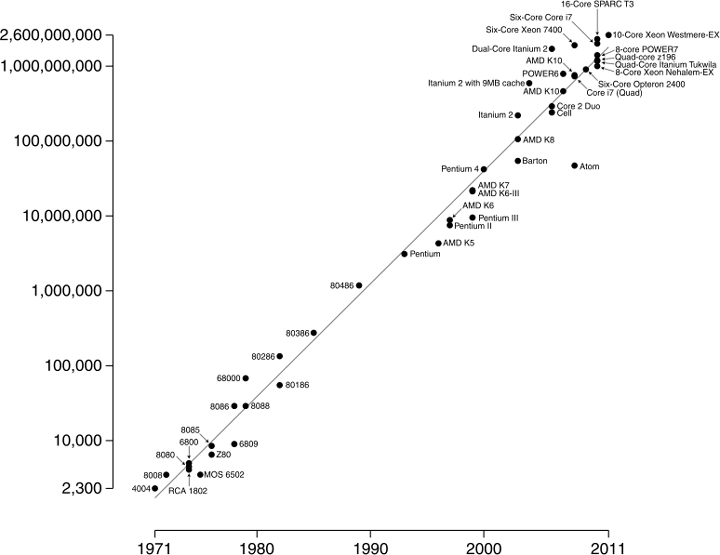 16-Core SPARC T3
Six-Core Core i7
Six-Core Xeon 7400
2,600,000,000
10-Core Xeon Westmere-EX
Dual-Core Itanium 2
8-core POWER7
Quad-core z196
AMD K10
Quad-Core Itanium Tukwila
1,000,000,000
POWER6
8-Core Xeon Nehalem-EX
Itanium 2 with 9MB cache
Six-Core Opteron 2400
AMD K10
Core i7 (Quad)
Core 2 Duo
Itanium 2
Cell
100,000,000
AMD K8
Barton
Pentium 4
Atom
AMD K7
AMD K6-III
AMD K6
10,000,000
Pentium III
Pentium II
AMD K5
Pentium
1,000,000
80486
80386
100,000
80286
68000
80186
8086
8088
8085
10,000
6800
6809
8080
Z80
8008
MOS 6502
4004
RCA 1802
2,300
1971
1980
1990
2000
2011